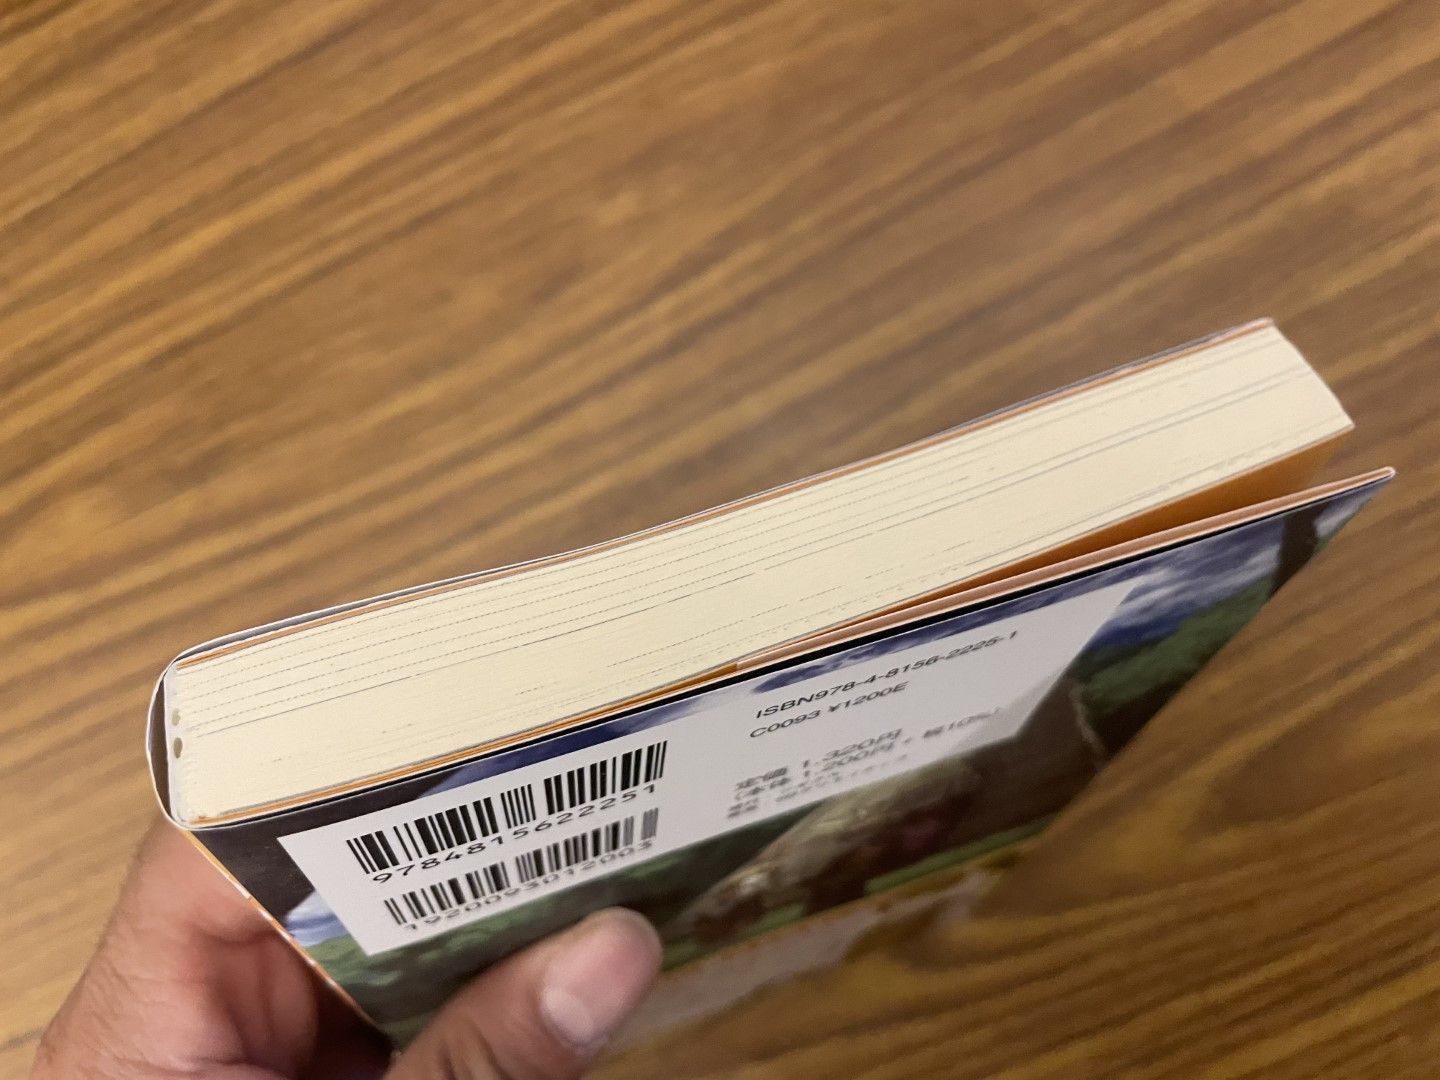 ISBN978-4-8156-2225-1
C0093 ¥1200E
定価 1,320円
(本体 1,200円+税10%)
9784815622251
1920093012003